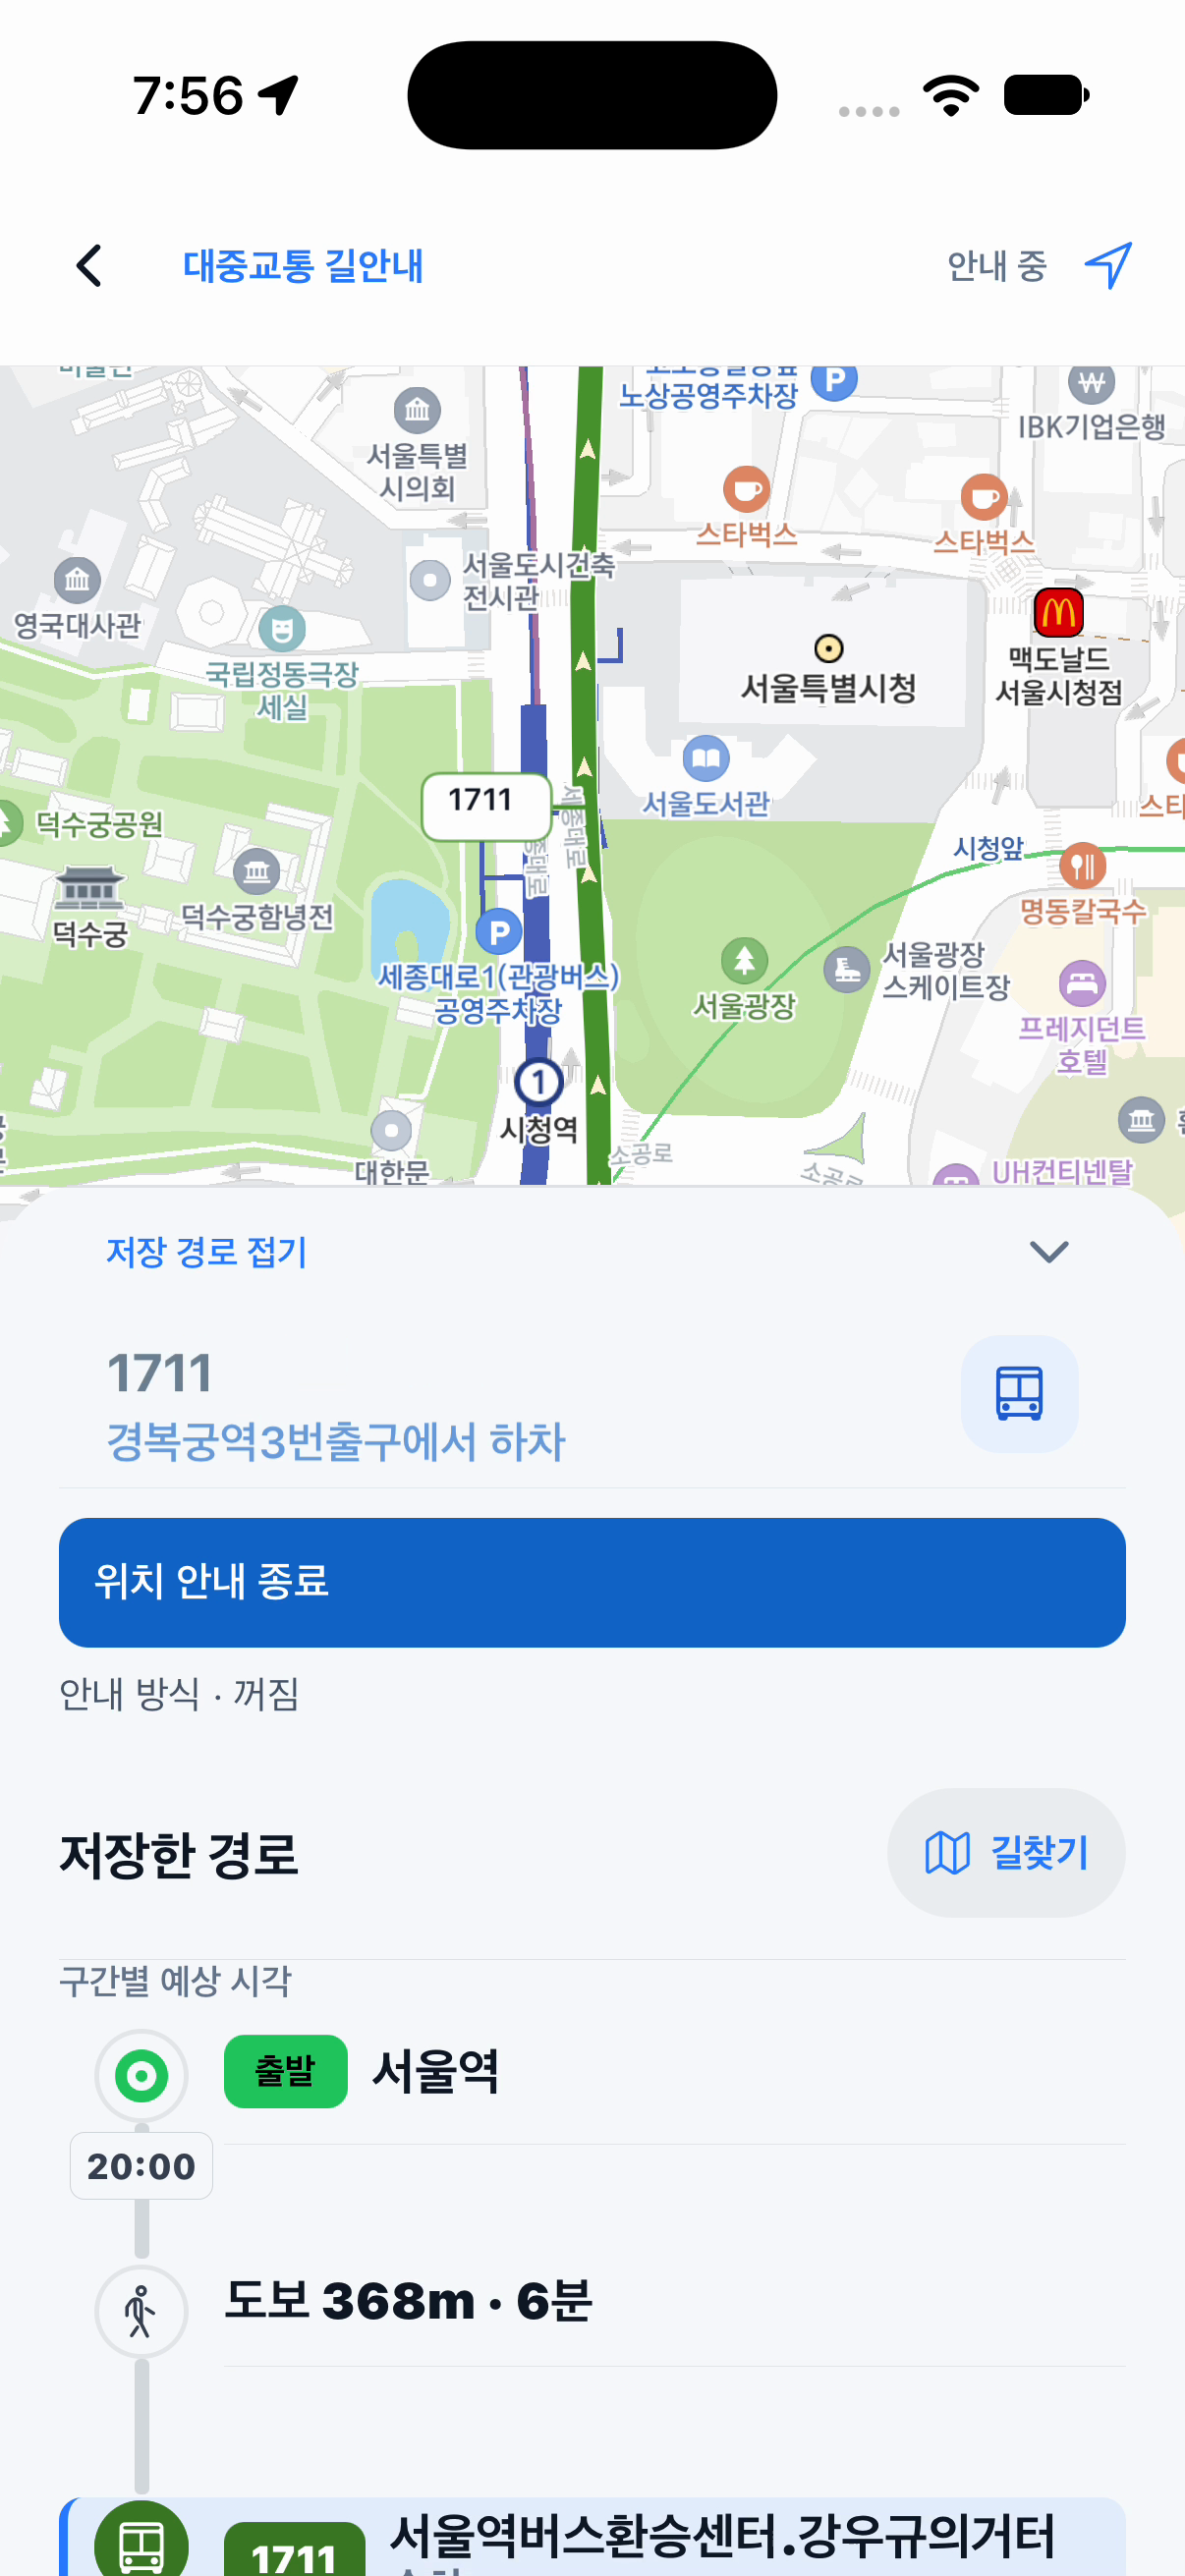 7:56
대중교통 길안내
안내 중
노상공영주차장
IBK기업은행
서울특별
시의회
스타벅스
스타벅스
서울도시건축
전시관
영국대사관
국립정동극장
세실
서울특별시청
맥도날드
서울시청점
1711
세종대로
서울도서관
덕수궁공원
시청앞
덕수궁
덕수궁함녕전
명동칼국수
세종대로1(관광버스)
공영주차장
서울광장
서울광장
스케이트장
프레지던트
호텔
1
시청역
대한문
소공로
소공로
UH컨티넨탈
저장 경로 접기
1711
경복궁역3번출구에서 하차
위치 안내 종료
안내 방식 · 꺼짐
저장한 경로
길찾기
구간별 예상 시각
출발 서울역
20:00
도보 368m · 6분
1711 서울역버스환승센터.강우규의거터